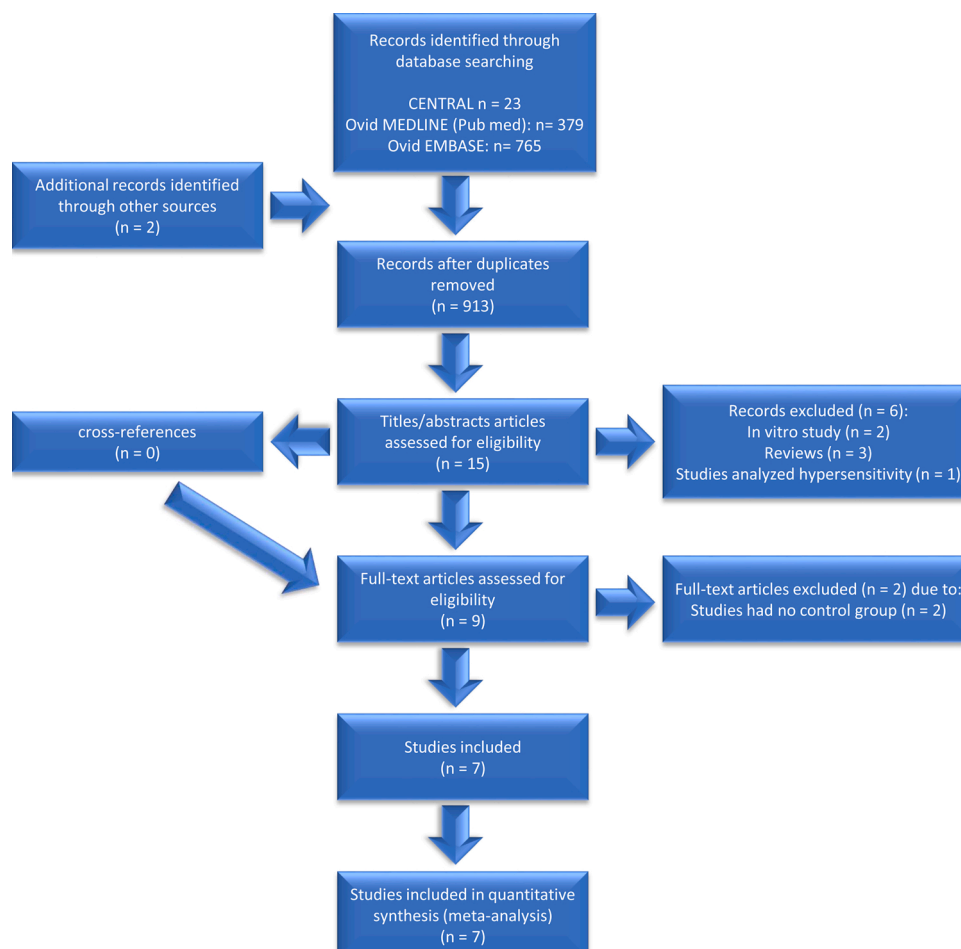 Records identified through
database searching
CENTRAL n = 23
Ovid MEDLINE (Pub med): n= 379
Ovid EMBASE: n= 765
Additional records identified
through other sources
(n = 2)
Records after duplicates
removed
(n = 913)
Titles/abstracts articles
assessed for eligibility
(n = 15)
cross-references
(n = 0)
Records excluded (n = 6):
In vitro study (n = 2)
Reviews (n = 3)
Studies analyzed hypersensitivity (n = 1)
Full-text articles assessed for
eligibility
(n = 9)
Full-text articles excluded (n = 2) due to:
Studies had no control group (n = 2)
Studies included
(n = 7)
Studies included in quantitative
synthesis (meta-analysis)
(n = 7)